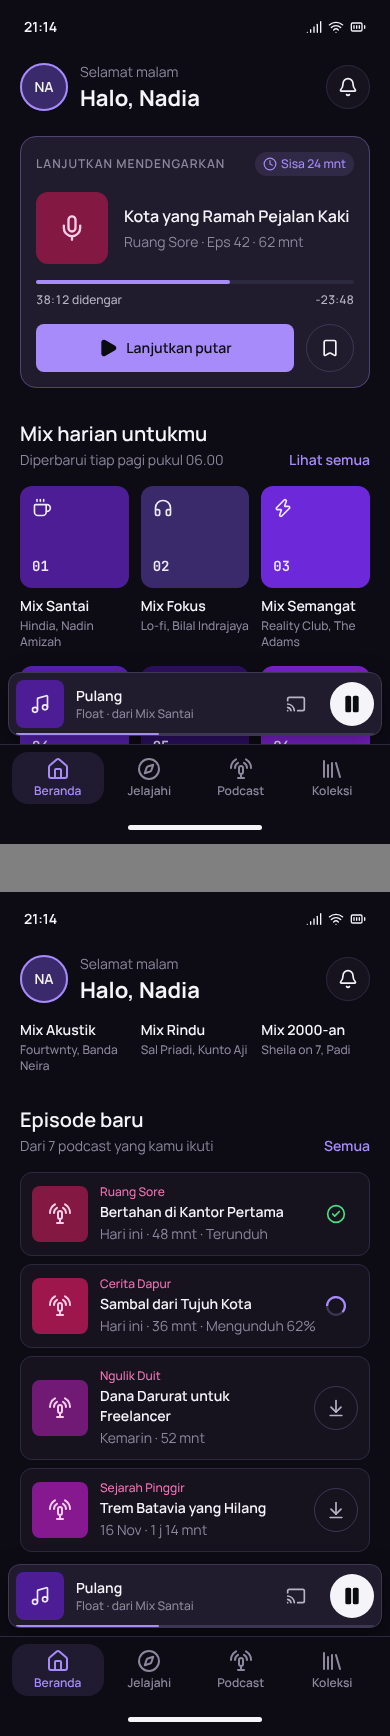 21:14
NA
Selamat malam
Halo, Nadia
LANJUTKAN MENDENGARKAN
Sisa 24 mnt
Kota yang Ramah Pejalan Kaki
Ruang Sore · Eps 42 · 62 mnt
38:12 didengar
-23:48
Lanjutkan putar
Mix harian untukmu
Diperbarui tiap pagi pukul 06.00
Lihat semua
01
02
03
Mix Santai
Mix Fokus
Mix Semangat
Hindia, Nadin
Amizah
Lo-fi, Bilal Indrajaya
Reality Club, The
Adams
Pulang
Float · dari Mix Santai
Beranda
Jelajahi
Podcast
Koleksi
21:14
NA
Selamat malam
Halo, Nadia
Mix Akustik
Mix Rindu
Mix 2000-an
Fourtwnty, Banda
Neira
Sal Priadi, Kunto Aji
Sheila on 7, Padi
Episode baru
Dari 7 podcast yang kamu ikuti
Semua
Ruang Sore
Bertahan di Kantor Pertama
Hari ini · 48 mnt · Terunduh
Cerita Dapur
Sambal dari Tujuh Kota
Hari ini · 36 mnt · Mengunduh 62%
Ngulik Duit
Dana Darurat untuk
Freelancer
Kemarin · 52 mnt
Sejarah Pinggir
Trem Batavia yang Hilang
16 Nov · 1 j 14 mnt
Pulang
Float · dari Mix Santai
Beranda
Jelajahi
Podcast
Koleksi